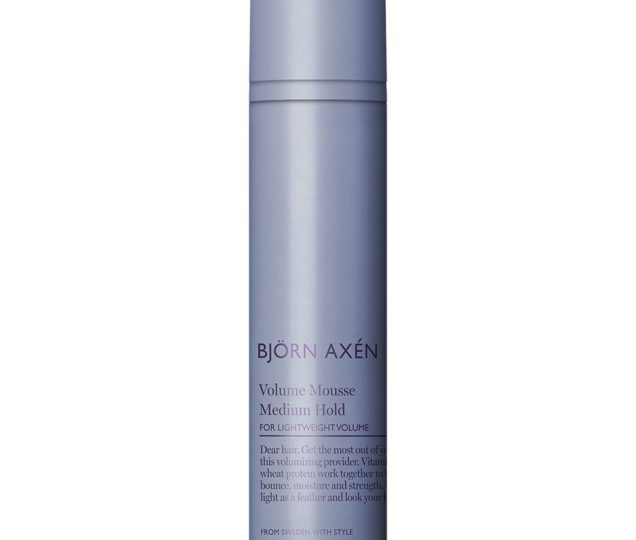 BJÖRN AXÉN
Volume Mousse
Medium Hold
FOR LIGHTWEIGHT VOLUME
Dear hair. Get the most out of
this volumizing provider.
wheat protein work together to
bounce, moisture and strength.
light as a feather and look your
FROM SWEDEN WITH STYLE